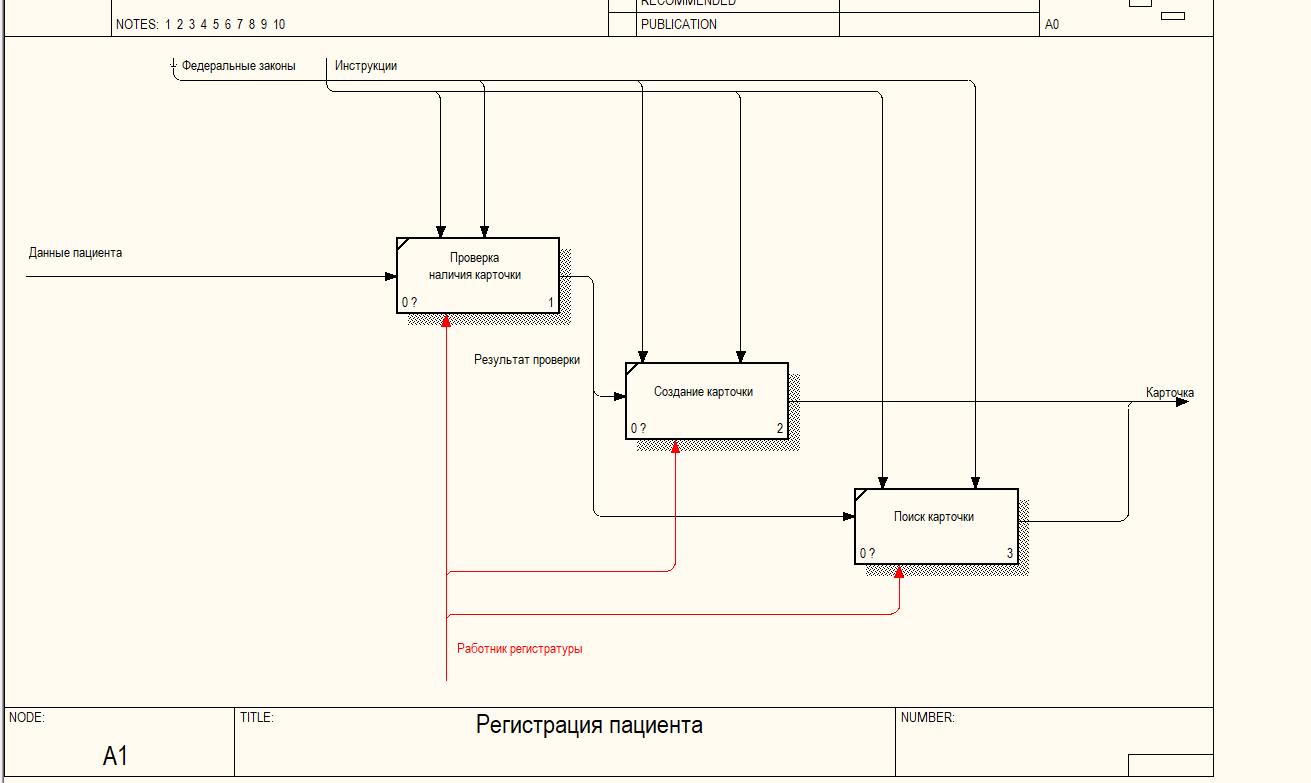 RECOMMENDED
NOTES: 1 2 3 4 5 6 7 8 9 10
PUBLICATION
A0
Федеральные законы
Инструкции
Данные пациента
Проверка
наличия карточки
0 ?
1
Результат проверки
Создание карточки
0 ?
2
Карточка
Поиск карточки
0 ?
3
Работник регистратуры
NODE:
A1
TITLE:
Регистрация пациента
NUMBER: